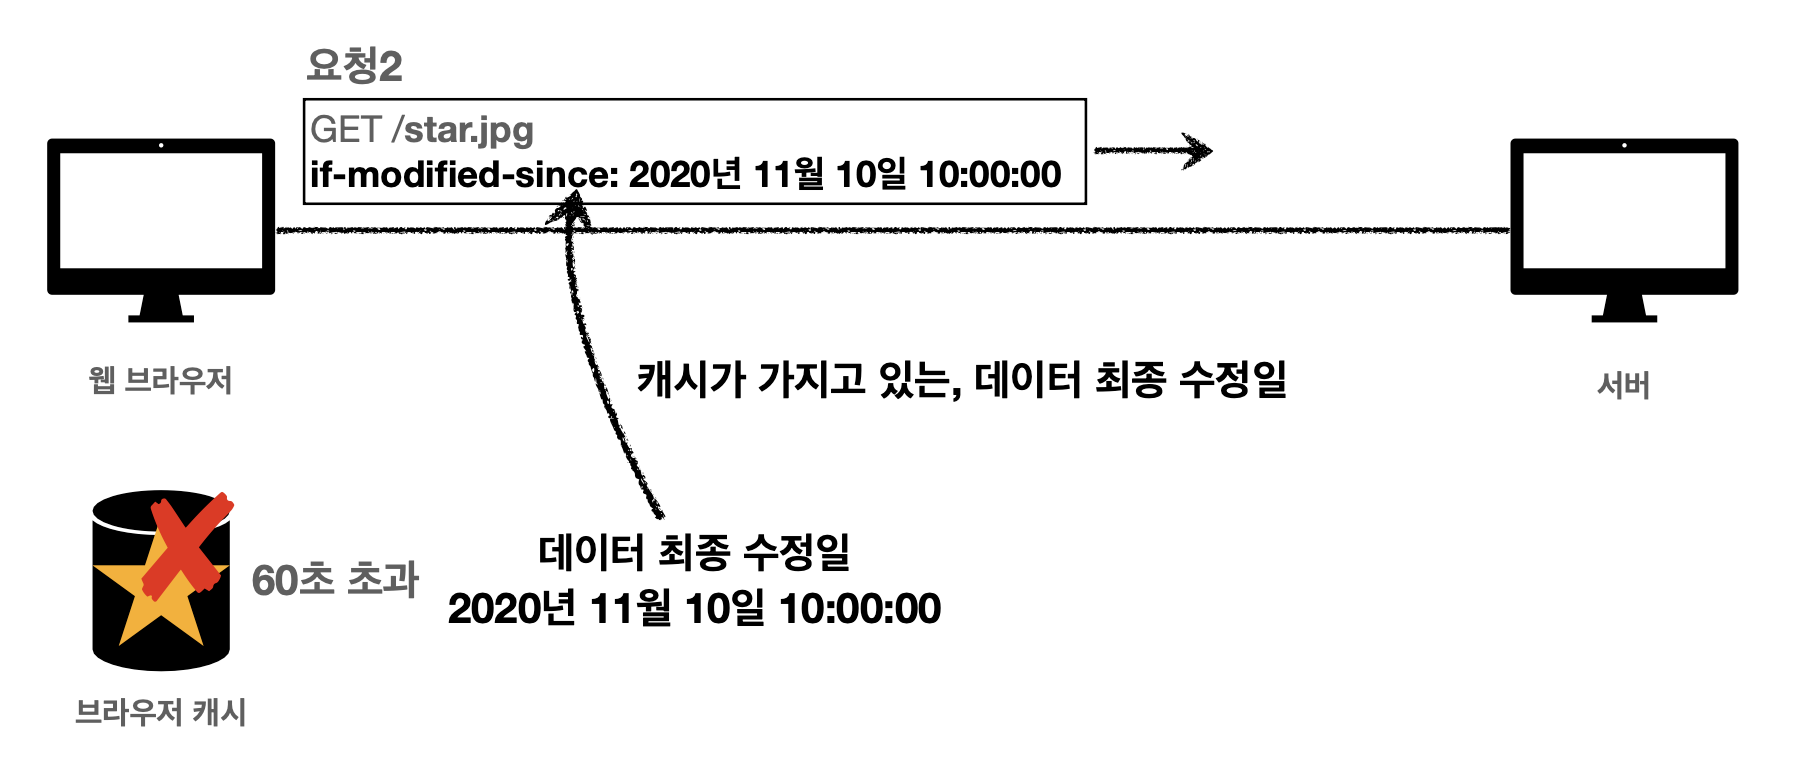 요청2
GET /star.jpg
if-modified-since: 2020년 11월 10일 10:00:00
웹 브라우저
캐시가 가지고 있는, 데이터 최종 수정일
서버
데이터 최종 수정일
60초 초과
2020년 11월 10일 10:00:00
브라우저 캐시